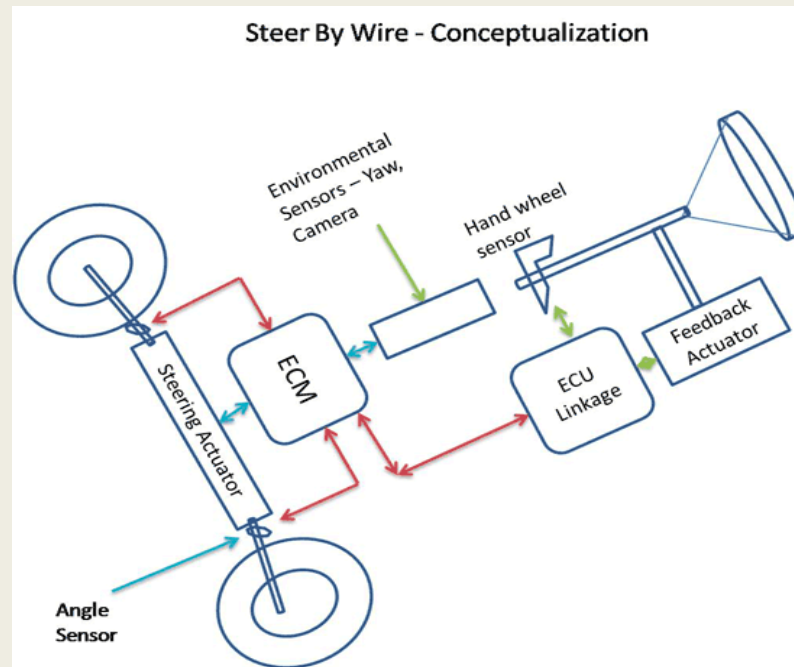 Steer By Wire - Conceptualization
Environmental
Sensors – Yaw,
Camera
Hand wheel
sensor
Feedback
Actuator
ECU
Linkage
ECM
Steering Actuator
Angle
Sensor